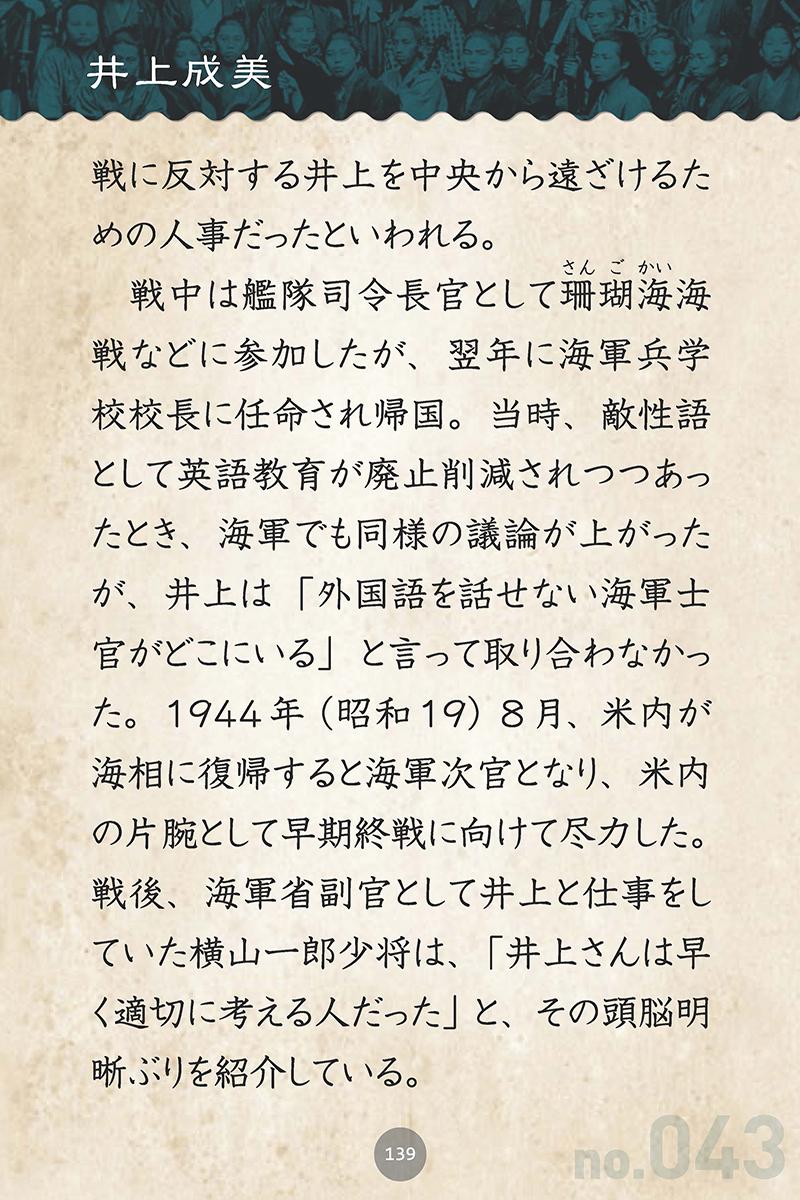 井上成美
戦に反対する井上を中央から遠ざけるた
めの人事だったといわれる。
さんごかい
戦中は艦隊司令長官として珊瑚海海
戦などに参加したが、翌年に海軍兵学
校校長に任命され帰国。当時、敵性語
として英語教育が廃止削減されつつあっ
たとき、海軍でも同様の議論が上がった
が、井上は「外国語を話せない海軍士
官がどこにいる」と言って取り合わなかっ
た。1944年（昭和19）8月、米内が
海相に復帰すると海軍次官となり、米内
の片腕として早期終戦に向けて尽力した。
戦後、海軍省副官として井上と仕事をし
ていた横山一郎少将は、「井上さんは早
く適切に考える人だった」と、その頭脳明
晰ぶりを紹介している。
139
no.043